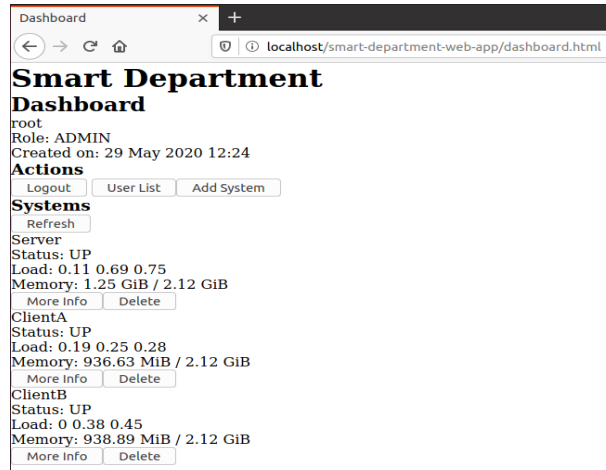 Dashboard
localhost/smart-department-web-app/dashboard.html
Smart Department
Dashboard
root
Role: ADMIN
Created on: 29 May 2020 12:24
Actions
Logout User List Add System
Systems
Refresh
Server
Status: UP
Load: 0.11 0.69 0.75
Memory: 1.25 GiB / 2.12 GiB
More Info Delete
ClientA
Status: UP
Load: 0.19 0.25 0.28
Memory: 936.63 MiB / 2.12 GiB
More Info Delete
ClientB
Status: UP
Load: 0 0.38 0.45
Memory: 938.89 MiB / 2.12 GiB
More Info Delete